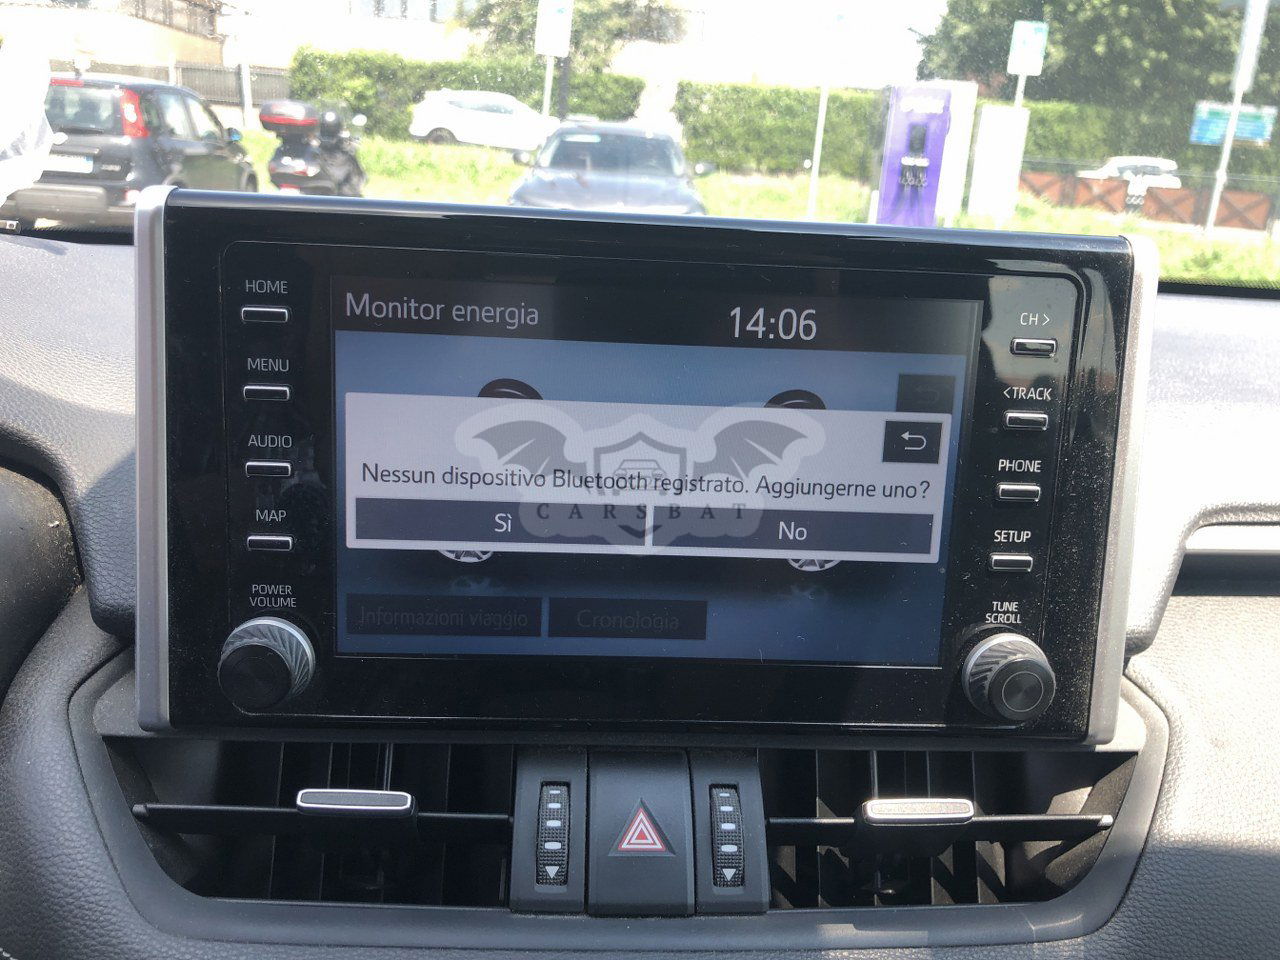 HOME
MENU
AUDIO
MAP
POWER
VOLUME
Monitor energia
14:06
Nessun dispositivo Bluetooth registrato. Aggiungerne uno?
CARSBAT
Sì
No
Informazioni viaggio
Cronologia
CH >
<TRACK
PHONE
SETUP
TUNE
SCROLL